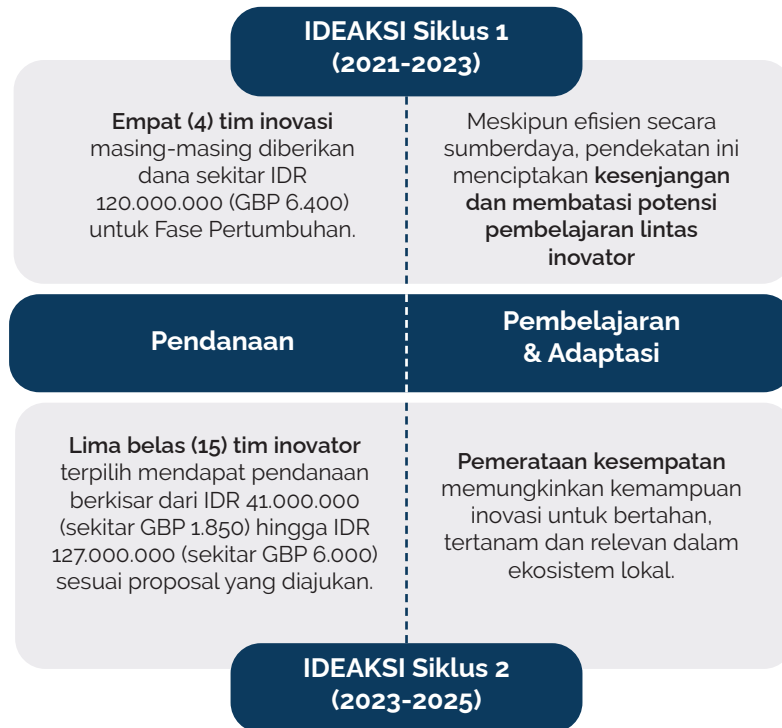 IDEAKSI Siklus 1
(2021-2023)
Empat (4) tim inovasi
masing-masing diberikan
dana sekitar IDR
120.000.000 (GBP 6.400)
untuk Fase Pertumbuhan.
Meskipun efisien secara
sumberdaya, pendekatan ini
menciptakan kesenjangan
dan membatasi potensi
pembelajaran lintas
inovator
Pendanaan
Pembelajaran
& Adaptasi
Lima belas (15) tim inovator
terpilih mendapat pendanaan
berkisar dari IDR 41.000.000
(sekitar GBP 1.850) hingga IDR
127.000.000 (sekitar GBP 6.000)
sesuai proposal yang diajukan.
Pemerataan kesempatan
memungkinkan kemampuan
inovasi untuk bertahan,
tertanam dan relevan dalam
ekosistem lokal.
IDEAKSI Siklus 2
(2023-2025)